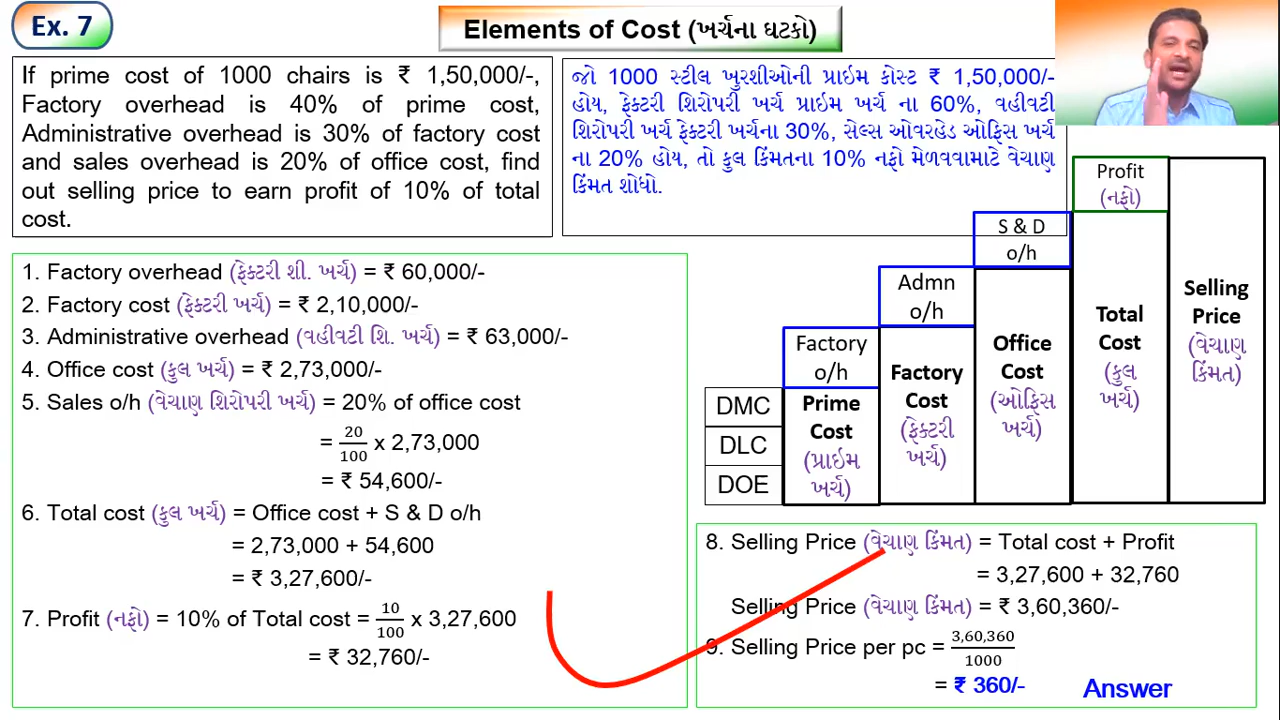 Ex. 7
Elements of Cost (ખર્ચના ઘટકો)
If prime cost of 1000 chairs is ₹ 1,50,000/-,
Factory overhead is 40% of prime cost,
Administrative overhead is 30% of factory cost
and sales overhead is 20% of office cost, find
out selling price to earn profit of 10% of total
cost.
જો 1000 સ્ટીલ ખુરશીઓની પ્રાઇમ કોસ્ટ ₹ 1,50,000/-
હોય, ફેક્ટરી શિરોપરી ખર્ચ પ્રાઇમ ખર્ચ ના 60%, વહીવટી
શિરોપરી ખર્ચ ફેક્ટરી ખર્ચના 30%, સેલ્સ ઓવરહેડ ઓફિસ ખર્ચ
ના 20% હોય, તો કુલ કિંમતના 10% નફો મેળવવામાટે વેચાણ
કિંમત શોધો.
1. Factory overhead (ફેક્ટરી શી. ખર્ચ) = ₹ 60,000/-
2. Factory cost (ફેક્ટરી ખર્ચ) = ₹ 2,10,000/-
3. Administrative overhead (વહીવટી શિ. ખર્ચ) = ₹ 63,000/-
4. Office cost (કુલ ખર્ચ) = ₹ 2,73,000/-
5. Sales o/h (વેચાણ શિરોપરી ખર્ચ) = 20% of office cost
= 20/100 x 2,73,000
= ₹ 54,600/-
6. Total cost (કુલ ખર્ચ) = Office cost + S & D o/h
= 2,73,000 + 54,600
= ₹ 3,27,600/-
7. Profit (નફો) = 10% of Total cost = 10/100 x 3,27,600
= ₹ 32,760/-
DMC
DLC
DOE
Factory
o/h
Prime
Cost
(પ્રાઇમ
ખર્ચ)
Admn
o/h
Factory
Cost
(ફેક્ટરી
ખર્ચ)
S & D
o/h
Office
Cost
(ઓફિસ
ખર્ચ)
Profit
(નફો)
Total
Cost
(કુલ
ખર્ચ)
Selling
Price
(વેચાણ
કિંમત)
8. Selling Price (વેચાણ કિંમત) = Total cost + Profit
= 3,27,600 + 32,760
Selling Price (વેચાણ કિંમત) = ₹ 3,60,360/-
9. Selling Price per pc = 3,60,360/1000
= ₹ 360/- Answer